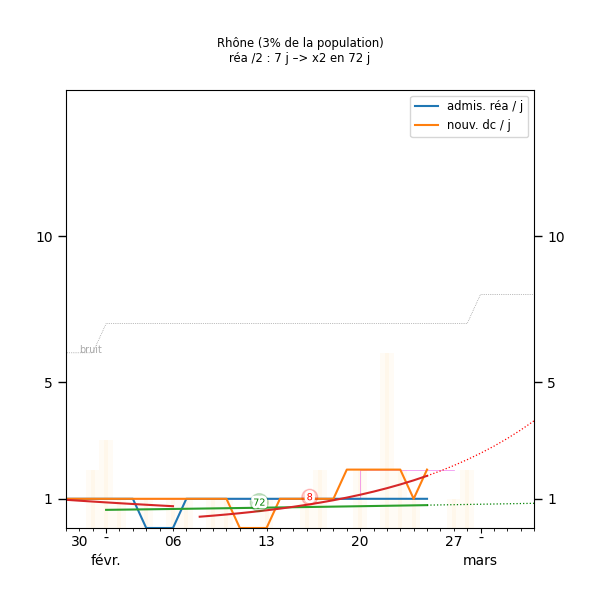 Rhône (3% de la population)
réa /2 : 7 j –> x2 en 72 j
admis. réa / j
nouv. dc / j
10 10
bruit
5 5
72 8
1 1
30 - 06 13 20 27 -
févr. mars